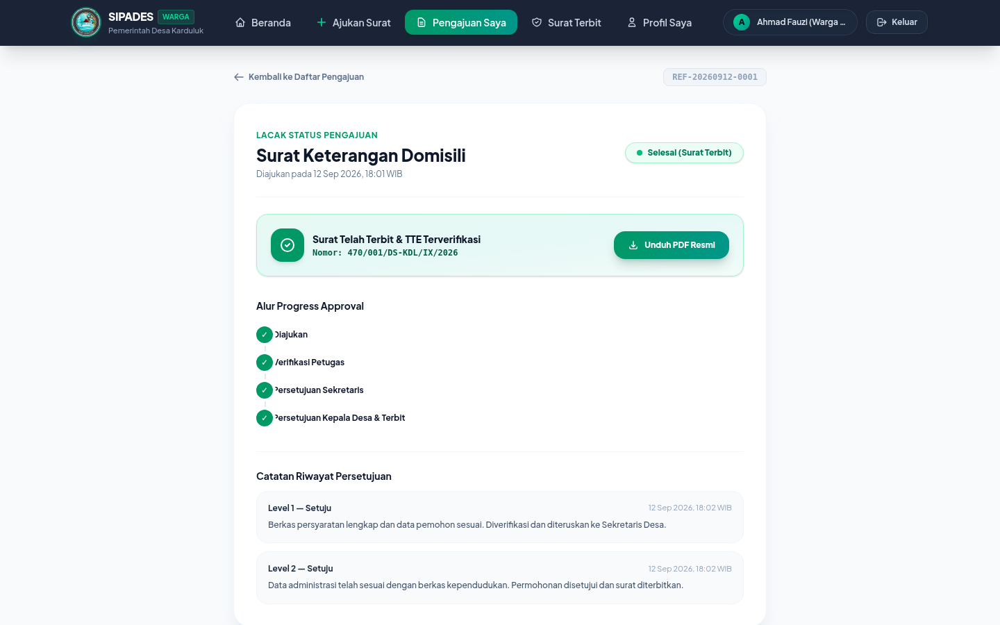 SIPADES WARGA
Pemerintah Desa Karduluk
Beranda
Ajukan Surat
Pengajuan Saya
Surat Terbit
Profil Saya
A Ahmad Fauzi (Warga ...
Keluar
Kembali ke Daftar Pengajuan
REF-20260912-0001
LACAK STATUS PENGAJUAN
Surat Keterangan Domisili
Diajukan pada 12 Sep 2026, 18:01 WIB
Selesai (Surat Terbit)
Surat Telah Terbit & TTE Terverifikasi
Nomor: 470/001/DS-KDL/IX/2026
Unduh PDF Resmi
Alur Progress Approval
✓ Diajukan
✓ Verifikasi Petugas
✓ Persetujuan Sekretaris
✓ Persetujuan Kepala Desa & Terbit
Catatan Riwayat Persetujuan
Level 1 — Setuju
12 Sep 2026, 18:02 WIB
Berkas persyaratan lengkap dan data pemohon sesuai. Diverifikasi dan diteruskan ke Sekretaris Desa.
Level 2 — Setuju
12 Sep 2026, 18:02 WIB
Data administrasi telah sesuai dengan berkas kependudukan. Permohonan disetujui dan surat diterbitkan.